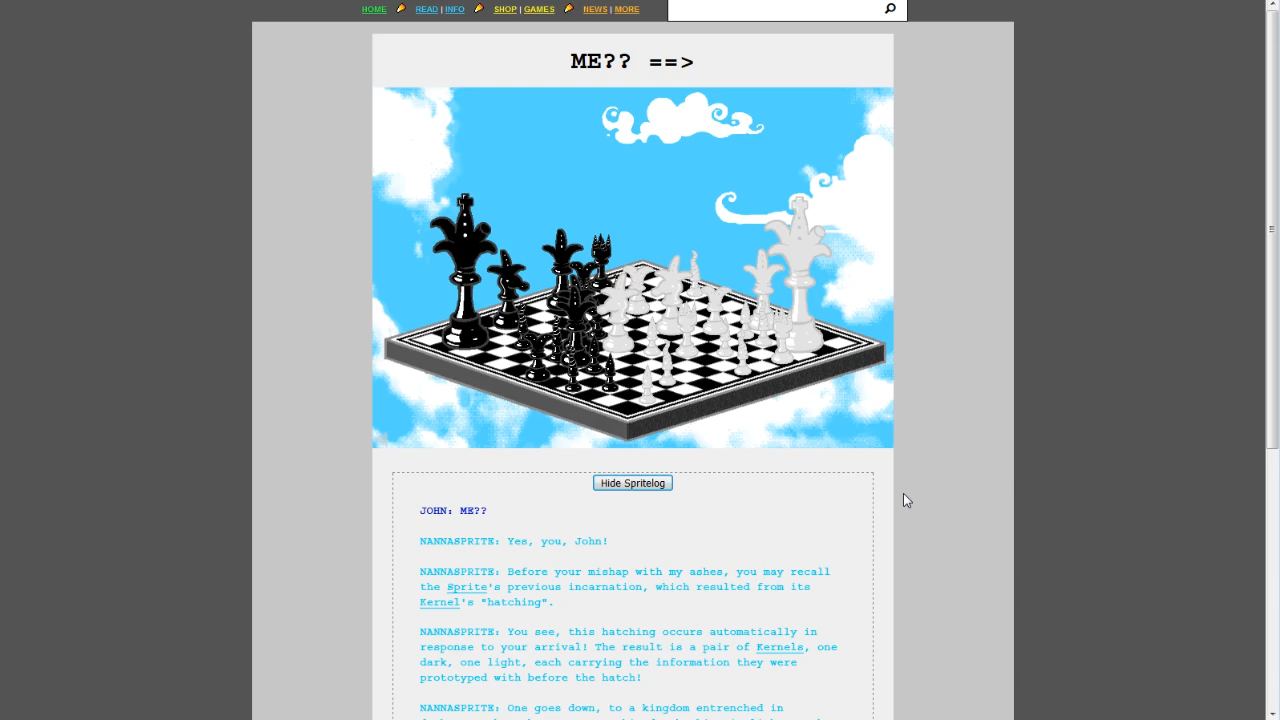 HOME READ | INFO SHOP | GAMES NEWS | MORE
ME?? ==>
Hide Spritelog
JOHN: ME??
NANNASPRITE: Yes, you, John!
NANNASPRITE: Before your mishap with my ashes, you may recall
the Sprite's previous incarnation, which resulted from its
Kernel's "hatching".
NANNASPRITE: You see, this hatching occurs automatically in
response to your arrival! The result is a pair of Kernels, one
dark, one light, each carrying the information they were
prototyped with before the hatch!
NANNASPRITE: One goes down, to a kingdom entrenched in